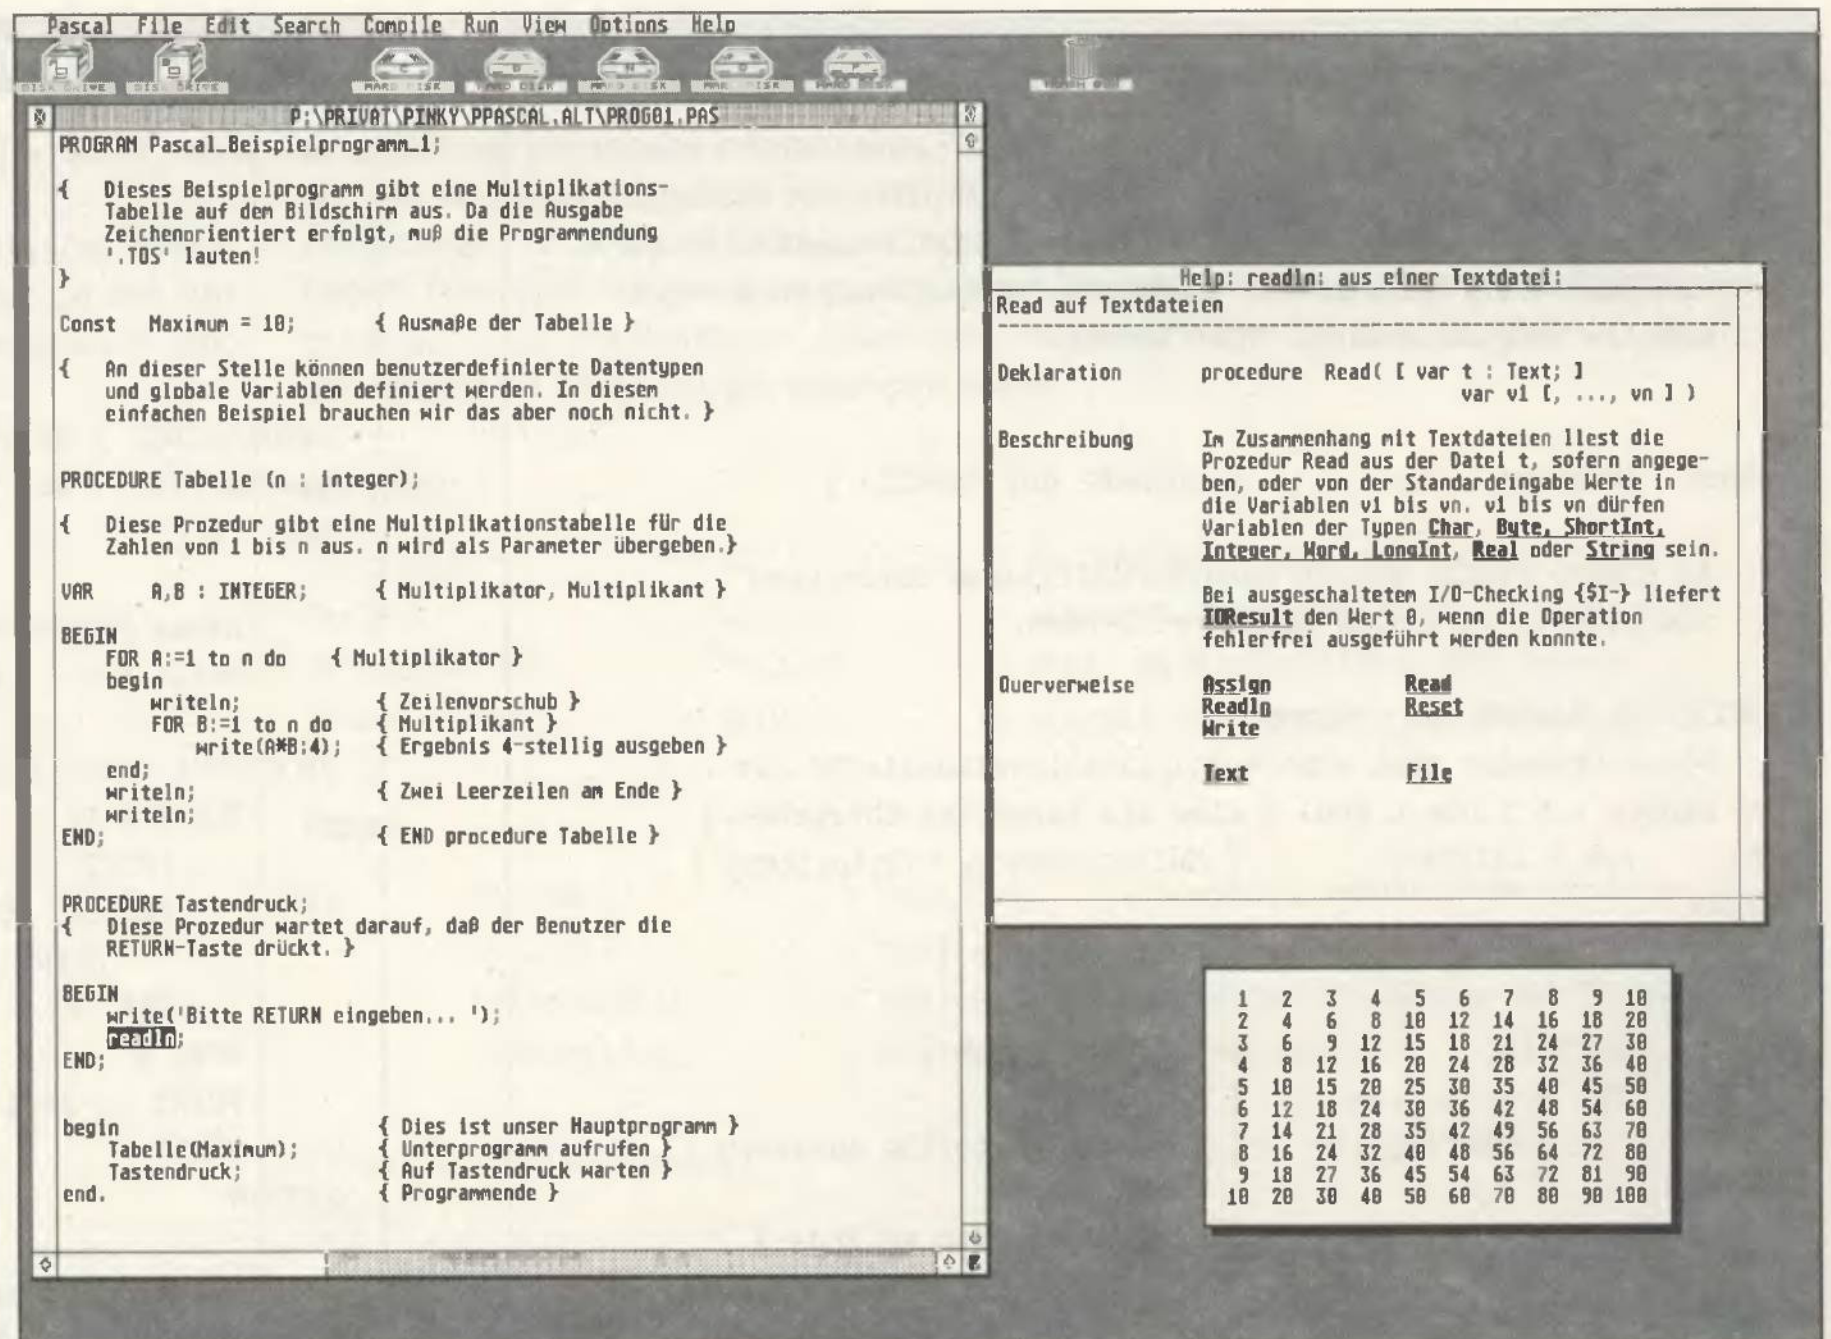 Pascal File Edit Search Compile Run View Options Help
DISK DRIVE DISK DRIVE HARD DISK HARD DISK HARD DISK HARD DISK HARD DISK
P:\PRIVAT\PINKY\PPASCAL.ALT\PROG01.PAS
PROGRAM Pascal_Beispielprogramm_1;
{ Dieses Beispielprogramm gibt eine Multiplikations-
Tabelle auf dem Bildschirm aus. Da die Ausgabe
Zeichenorientiert erfolgt, muß die Programmendung
'.TOS' lauten!
}
Const Maximum = 10; { Ausmaße der Tabelle }
{ An dieser Stelle können benutzerdefinierte Datentypen
und globale Variablen definiert werden. In diesem
einfachen Beispiel brauchen wir das aber noch nicht. }
PROCEDURE Tabelle (n : integer);
{ Diese Prozedur gibt eine Multiplikationstabelle für die
Zahlen von 1 bis n aus. n wird als Parameter übergeben.}
VAR A,B : INTEGER; { Multiplikator, Multiplikant }
BEGIN
FOR A:=1 to n do { Multiplikator }
begin
writeln; { Zeilenvorschub }
FOR B:=1 to n do { Multiplikant }
write(A*B:4); { Ergebnis 4-stellig ausgeben }
end;
writeln; { Zwei Leerzeilen am Ende }
writeln;
END; { END procedure Tabelle }
PROCEDURE Tastendruck;
{ Diese Prozedur wartet darauf, daß der Benutzer die
RETURN-Taste drückt. }
BEGIN
write('Bitte RETURN eingeben... ');
readln;
END;
begin { Dies ist unser Hauptprogramm }
Tabelle(Maximum); { Unterprogramm aufrufen }
Tastendruck; { Auf Tastendruck warten }
end. { Programmende }
Help: readln: aus einer Textdatei:
Read auf Textdateien
Deklaration procedure Read( [ var t : Text; ]
var v1 [, ..., vn ] )
Beschreibung Im Zusammenhang mit Textdateien liest die
Prozedur Read aus der Datei t, sofern angege-
ben, oder von der Standardeingabe Werte in
die Variablen v1 bis vn. v1 bis vn dürfen
Variablen der Typen Char, Byte, ShortInt,
Integer, Word, LongInt, Real oder String sein.
Bei ausgeschaltetem I/O-Checking {$I-} liefert
IOResult den Wert 0, wenn die Operation
fehlerfrei ausgeführt werden konnte.
Querverweise Assign Read
Readln Reset
Write
Text File
1 2 3 4 5 6 7 8 9 10
2 4 6 8 10 12 14 16 18 20
3 6 9 12 15 18 21 24 27 30
4 8 12 16 20 24 28 32 36 40
5 10 15 20 25 30 35 40 45 50
6 12 18 24 30 36 42 48 54 60
7 14 21 28 35 42 49 56 63 70
8 16 24 32 40 48 56 64 72 80
9 18 27 36 45 54 63 72 81 90
10 20 30 40 50 60 70 80 90 100